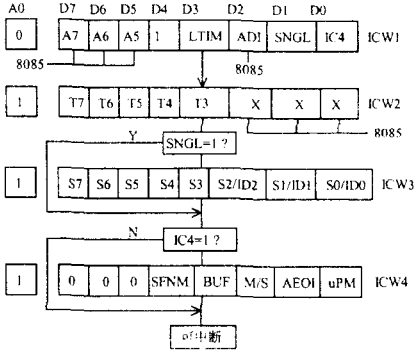 A0 D7 D6 D5 D4 D3 D2 D1 D0
0 A7 A6 A5 1 LTIM ADI SNGL IC4 ICW1
8085 8085
1 T7 T6 T5 T4 T3 X X X ICW2
8085
Y
SNGL=1 ?
1 S7 S6 S5 S4 S3 S2/ID2 S1/ID1 S0/ID0 ICW3
N
IC4=1 ?
1 0 0 0 SFNM BUF M/S AEOI uPM ICW4
中断